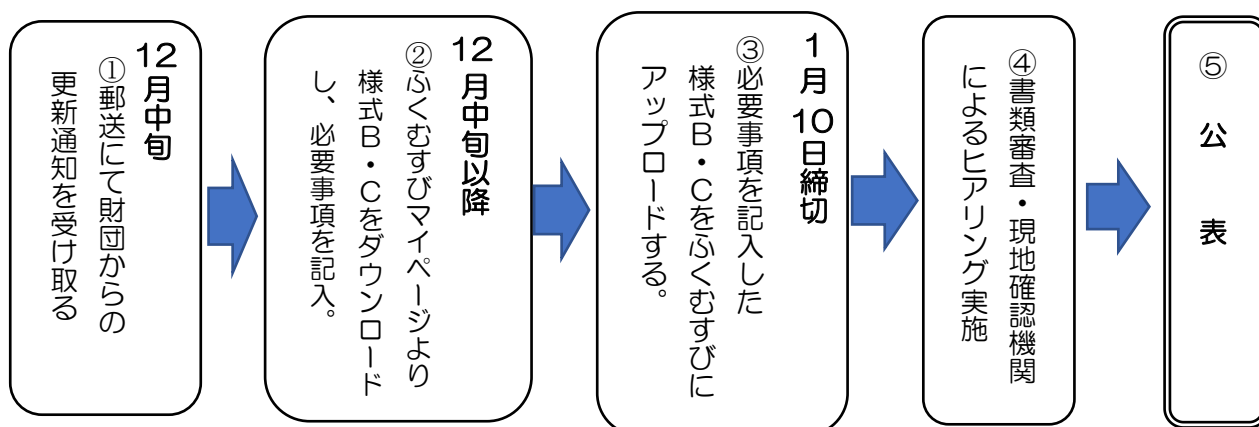 12月中旬
①郵送にて財団からの
更新通知を受け取る
12月中旬以降
②ふくむすびマイページより
様式B・Cをダウンロード
し、必要事項を記入。
1月10日締切
③必要事項を記入した
様式B・Cをふくむすびに
アップロードする。
④書類審査・現地確認機関
によるヒアリング実施
⑤　公　表